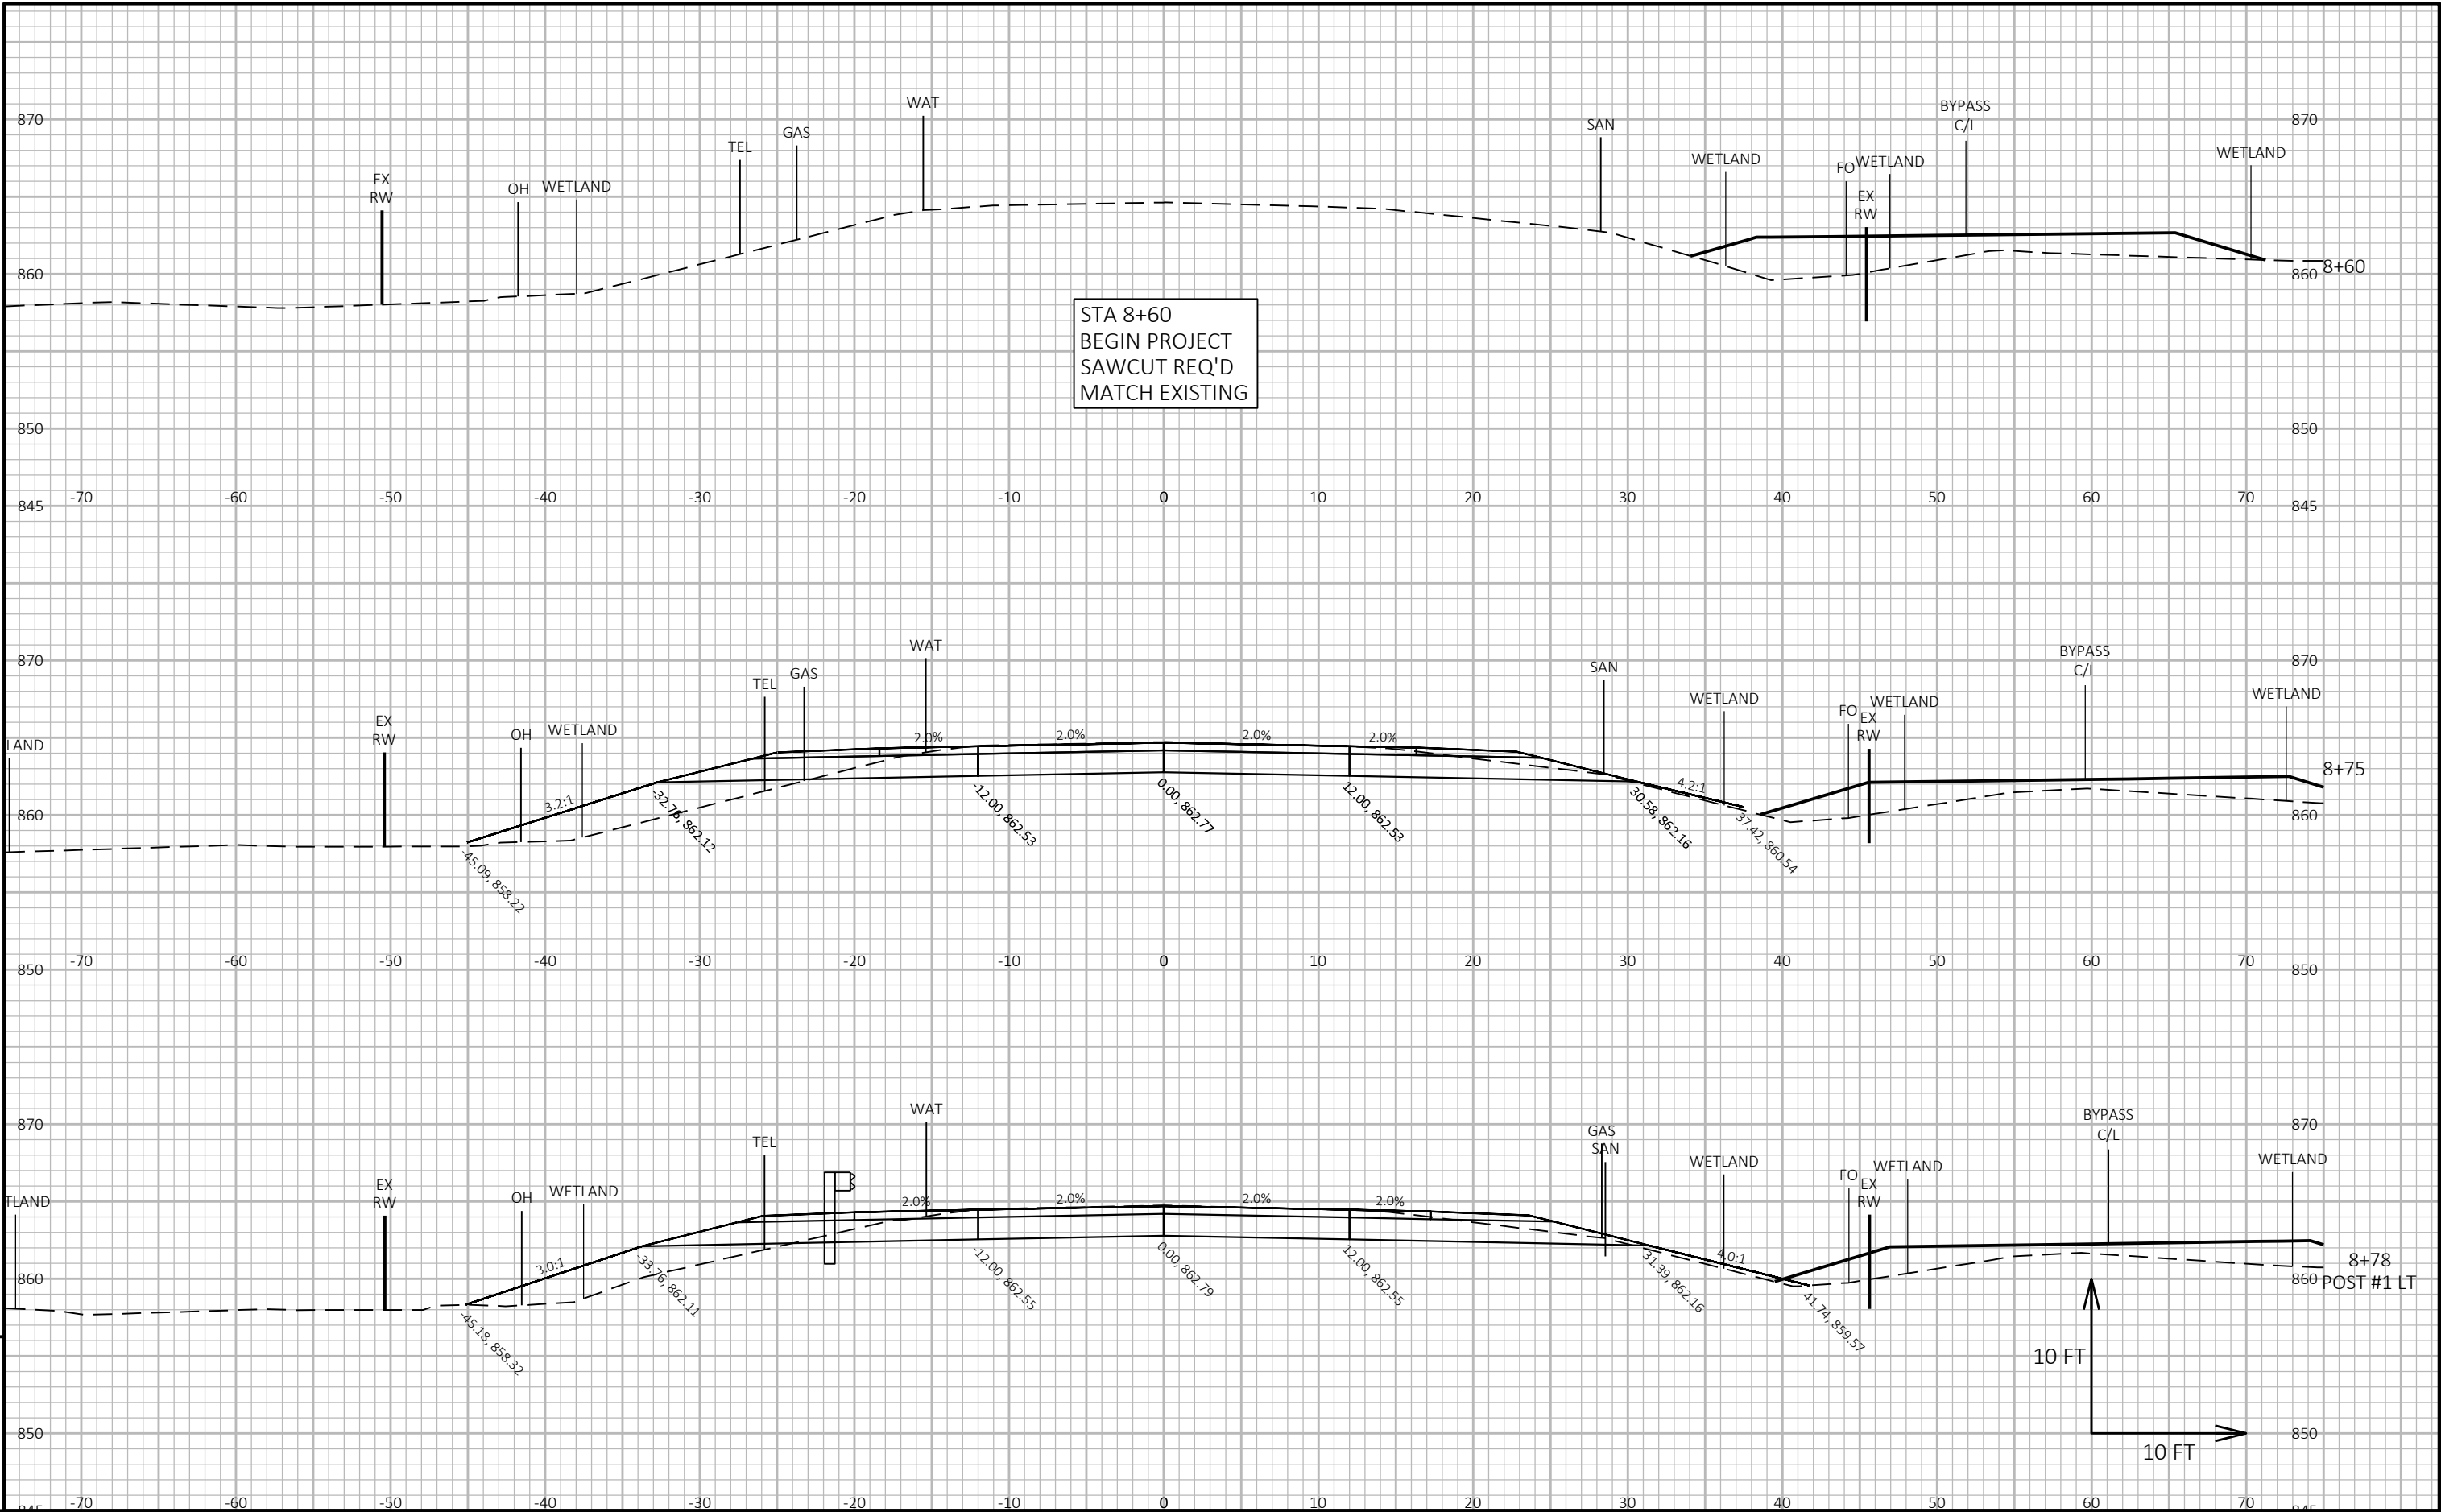 WAT
BYPASS
870
870
SAN
GAS
C/L
TEL
WETLAND
WETLAND
WETLAND
FO
EX
RW
OH
WETLAND
EX
RW
860
8+60
STA 8+60
BEGIN PROJECT
SAWCUT REQ'D
MATCH EXISTING
850
850
-70
-60
-50
-40
-30
-20
-10
0
10
20
30
40
50
60
70
845
845
WAT
BYPASS
870
870
C/L
SAN
GAS
TEL
WETLAND
WETLAND
WETLAND
FO
EX
RW
EX
RW
OH
WETLAND
LAND
2.0%
2.0%
2.0%
2.0%
8+75
3.2:1
4.2:1
860
860
-32.76, 862.12
-12.00, 862.53
0.00, 862.77
12.00, 862.53
30.58, 862.16
37.42, 860.54
-45.09, 858.22
-70
-60
-50
-40
-30
-20
-10
0
10
20
30
40
50
60
70
850
850
WAT
BYPASS
870
870
C/L
GAS
SAN
TEL
WETLAND
WETLAND
WETLAND
FO
EX
RW
EX
RW
OH
WETLAND
TLAND
2.0%
2.0%
2.0%
2.0%
3.0:1
4.0:1
8+78
860
860
POST #1 LT
-33.76, 862.11
-12.00, 862.55
0.00, 862.79
12.00, 862.55
31.39, 862.16
41.74, 859.57
-45.18, 858.32
10 FT
850
850
10 FT
-70
-60
-50
-40
-30
-20
-10
0
10
20
30
40
50
60
70
845
845
860